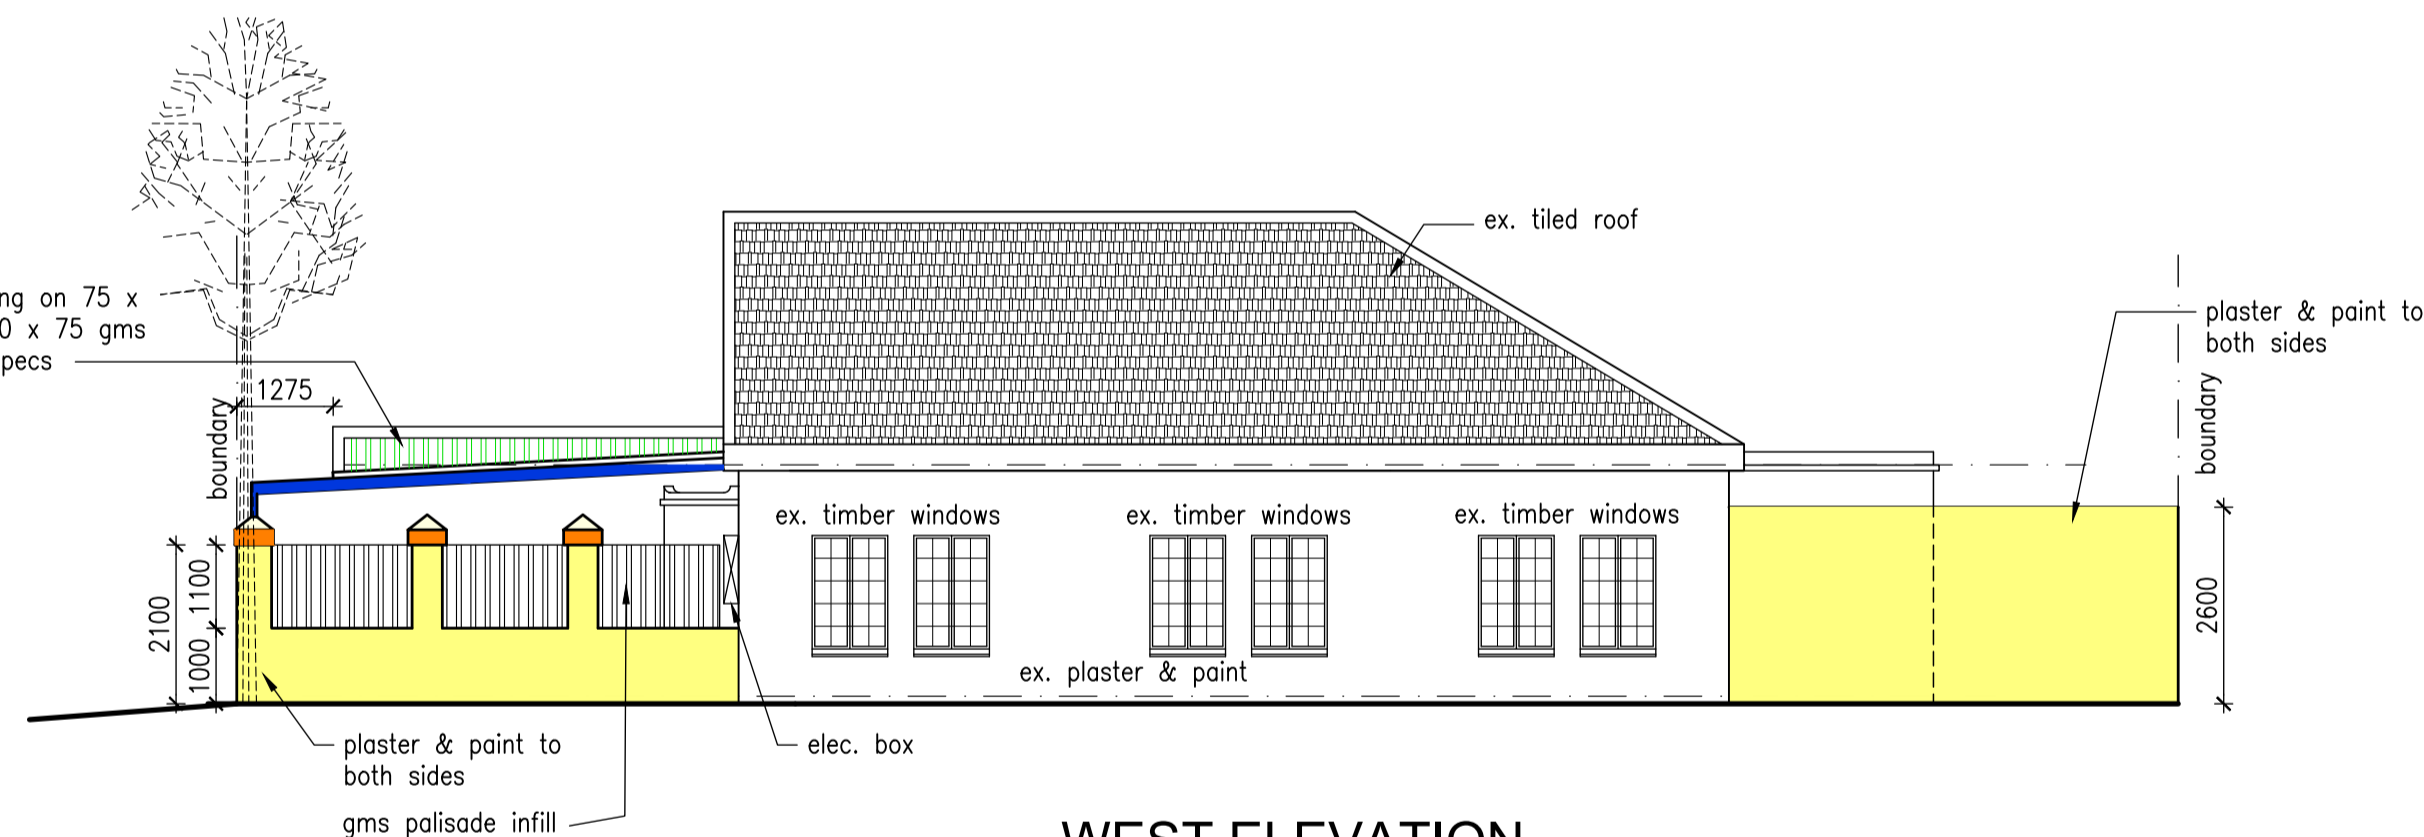 ex. tiled roof
ng on 75 x
0 x 75 gms
pecs
plaster & paint to
both sides
1275
boundary
boundary
ex. timber windows
ex. timber windows
ex. timber windows
2100
1100
1000
2600
ex. plaster & paint
plaster & paint to
both sides
elec. box
gms palisade infill
WEST ELEVATION